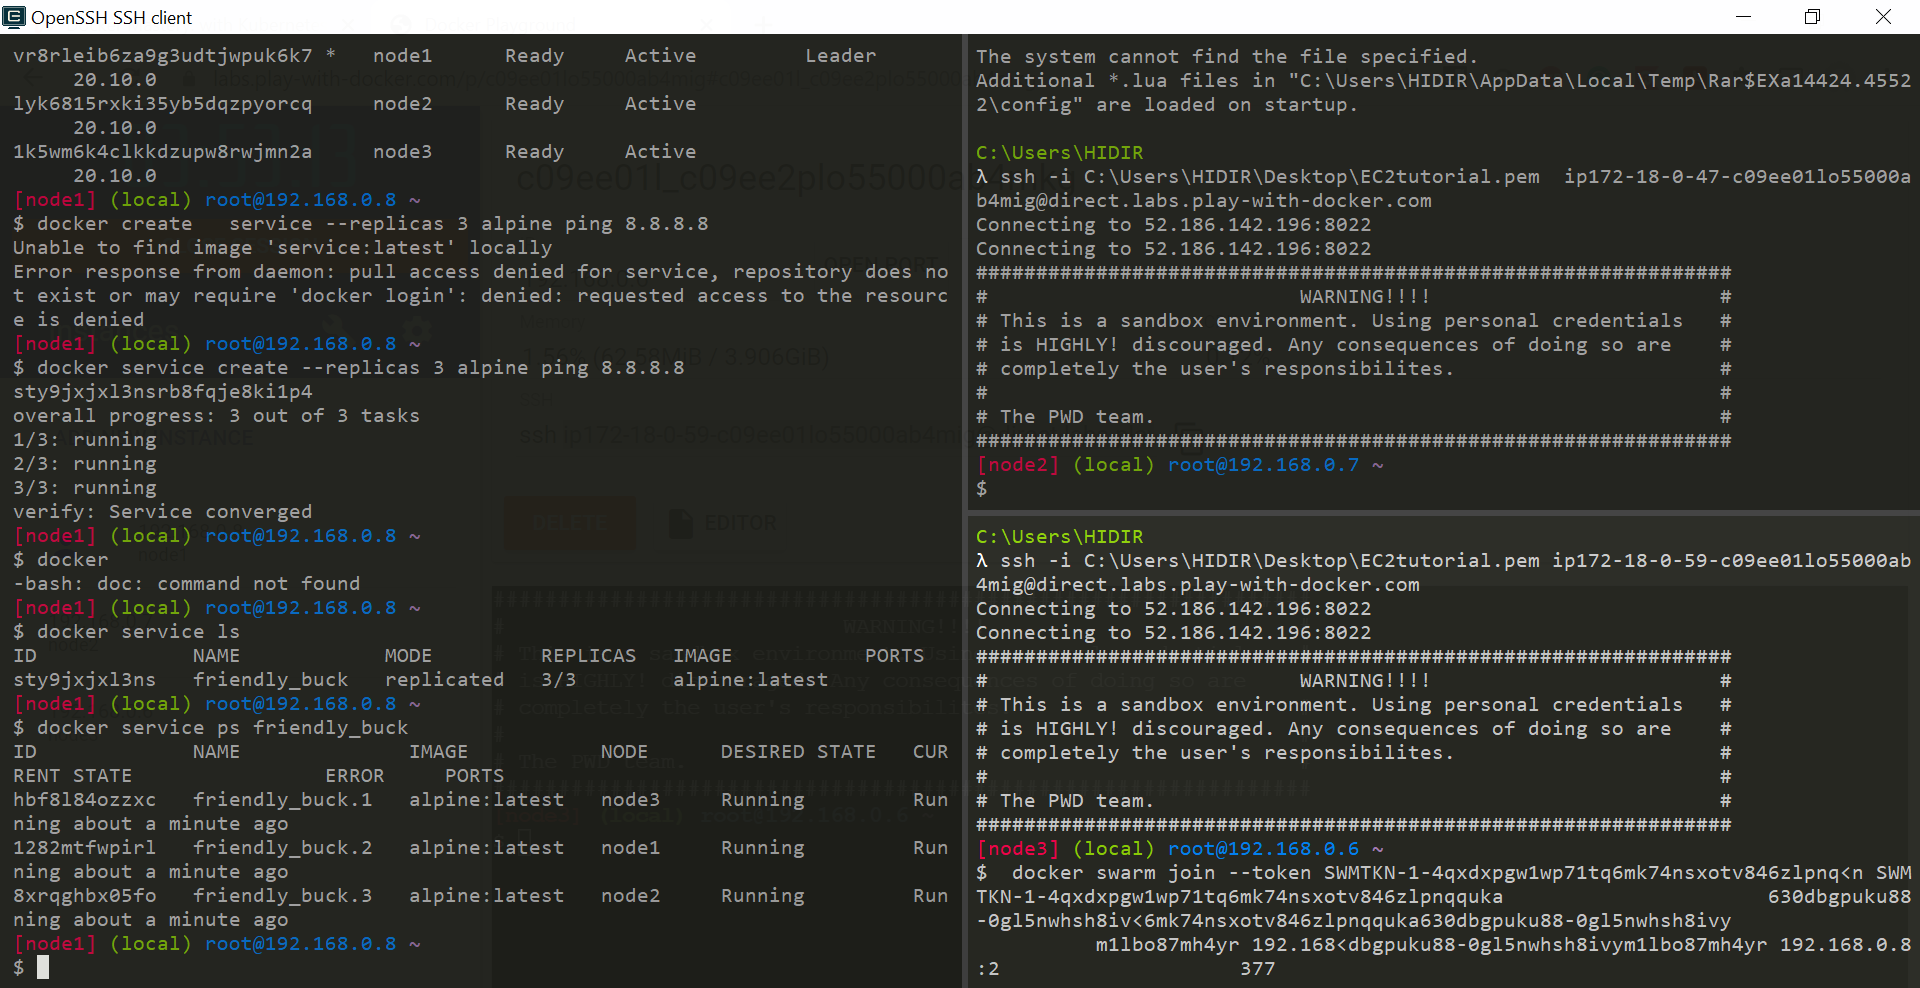 OpenSSH SSH client
vr8rleib6za9g3udtjwpuk6k7 * node1 Ready Active Leader
20.10.0
lyk6815rxki35yb5dqzpyorcq node2 Ready Active
20.10.0
1k5wm6k4clkkdzupw8rwjmn2a node3 Ready Active
20.10.0
[node1] (local) root@192.168.0.8 ~
$ docker create   service --replicas 3 alpine ping 8.8.8.8
Unable to find image 'service:latest' locally
Error response from daemon: pull access denied for service, repository does no
t exist or may require 'docker login': denied: requested access to the resourc
e is denied
[node1] (local) root@192.168.0.8 ~
$ docker service create --replicas 3 alpine ping 8.8.8.8
sty9jxjxl3nsrb8fqje8ki1p4
overall progress: 3 out of 3 tasks
1/3: running
2/3: running
3/3: running
verify: Service converged
[node1] (local) root@192.168.0.8 ~
$ docker
-bash: doc: command not found
[node1] (local) root@192.168.0.8 ~
$ docker service ls
ID NAME MODE REPLICAS IMAGE PORTS
sty9jxjxl3ns friendly_buck replicated 3/3 alpine:latest
[node1] (local) root@192.168.0.8 ~
$ docker service ps friendly_buck
ID NAME IMAGE NODE DESIRED STATE CUR
RENT STATE ERROR PORTS
hbf8l84ozzxc friendly_buck.1 alpine:latest node3 Running Run
ning about a minute ago
1282mtfwpirl friendly_buck.2 alpine:latest node1 Running Run
ning about a minute ago
8xrqghbx05fo friendly_buck.3 alpine:latest node2 Running Run
ning about a minute ago
[node1] (local) root@192.168.0.8 ~
$
The system cannot find the file specified.
Additional *.lua files in "C:\Users\HIDIR\AppData\Local\Temp\Rar$EXa14424.4552
2\config" are loaded on startup.
C:\Users\HIDIR
λ ssh -i C:\Users\HIDIR\Desktop\EC2tutorial.pem  ip172-18-0-47-c09ee01lo55000a
b4mig@direct.labs.play-with-docker.com
Connecting to 52.186.142.196:8022
Connecting to 52.186.142.196:8022
###############################################################
# WARNING!!!! #
# This is a sandbox environment. Using personal credentials #
# is HIGHLY! discouraged. Any consequences of doing so are #
# completely the user's responsibilites. #
# #
# The PWD team. #
###############################################################
[node2] (local) root@192.168.0.7 ~
$
C:\Users\HIDIR
λ ssh -i C:\Users\HIDIR\Desktop\EC2tutorial.pem ip172-18-0-59-c09ee01lo55000ab
4mig@direct.labs.play-with-docker.com
Connecting to 52.186.142.196:8022
Connecting to 52.186.142.196:8022
###############################################################
# WARNING!!!! #
# This is a sandbox environment. Using personal credentials #
# is HIGHLY! discouraged. Any consequences of doing so are #
# completely the user's responsibilites. #
# #
# The PWD team. #
###############################################################
[node3] (local) root@192.168.0.6 ~
$  docker swarm join --token SWMTKN-1-4qxdxpgw1wp71tq6mk74nsxotv846zlpnq<n SWM
TKN-1-4qxdxpgw1wp71tq6mk74nsxotv846zlpnqquka 630dbgpuku88
-0gl5nwhsh8iv<6mk74nsxotv846zlpnqquka630dbgpuku88-0gl5nwhsh8ivy
m1lbo87mh4yr 192.168<dbgpuku88-0gl5nwhsh8ivym1lbo87mh4yr 192.168.0.8
:2 377